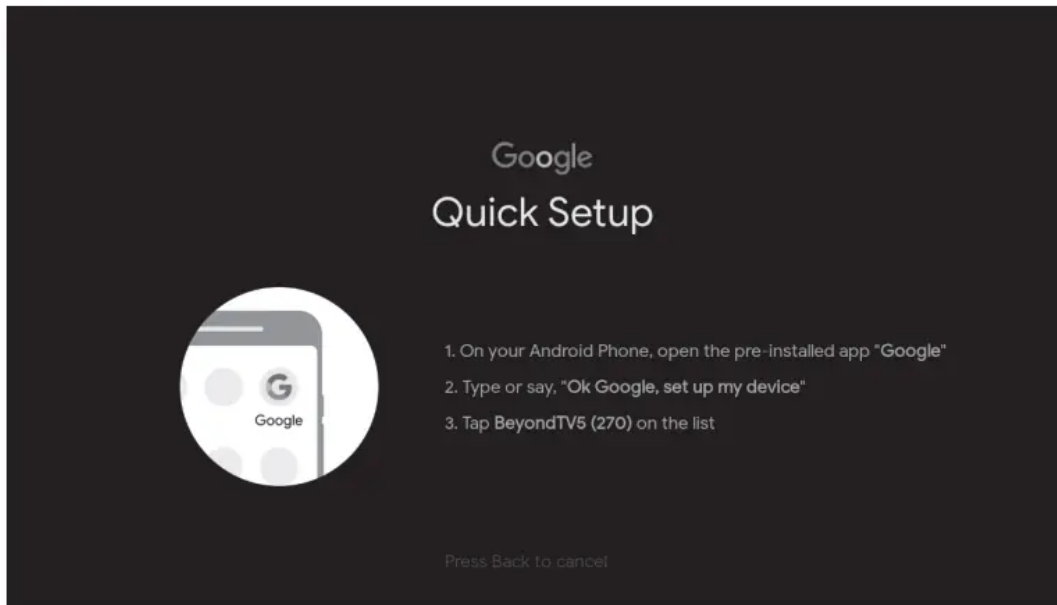 Google
Quick Setup
1. On your Android Phone, open the pre-installed app "Google"
2. Type or say, "Ok Google, set up my device"
3. Tap BeyondTV5 (270) on the list
G
Google
Press Back to cancel